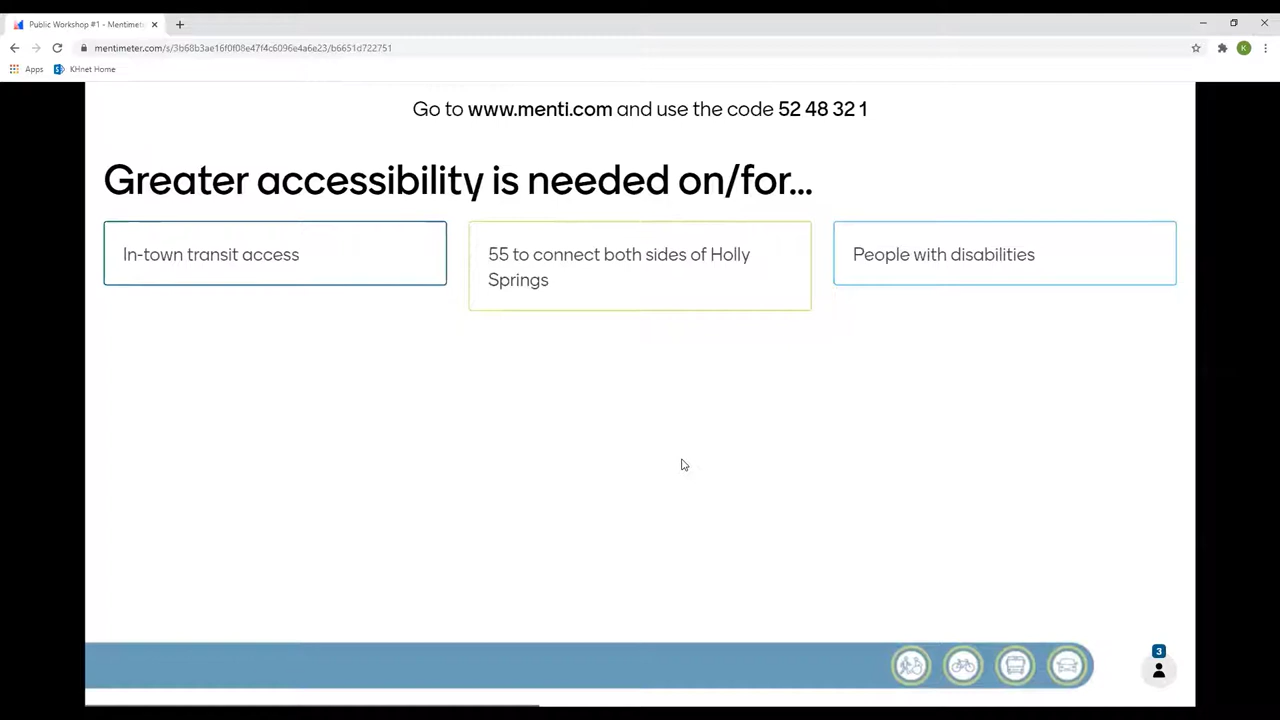 Public Workshop #1 - Mentimete
mentimeter.com/s/3b68b3ae16f0f08e47f4c6096e4a6e23/b6651d722751
K
Apps
KHnet Home
Go to www.menti.com and use the code 52 48 32 1
Greater accessibility is needed on/for...
In-town transit access
55 to connect both sides of Holly
Springs
People with disabilities
3